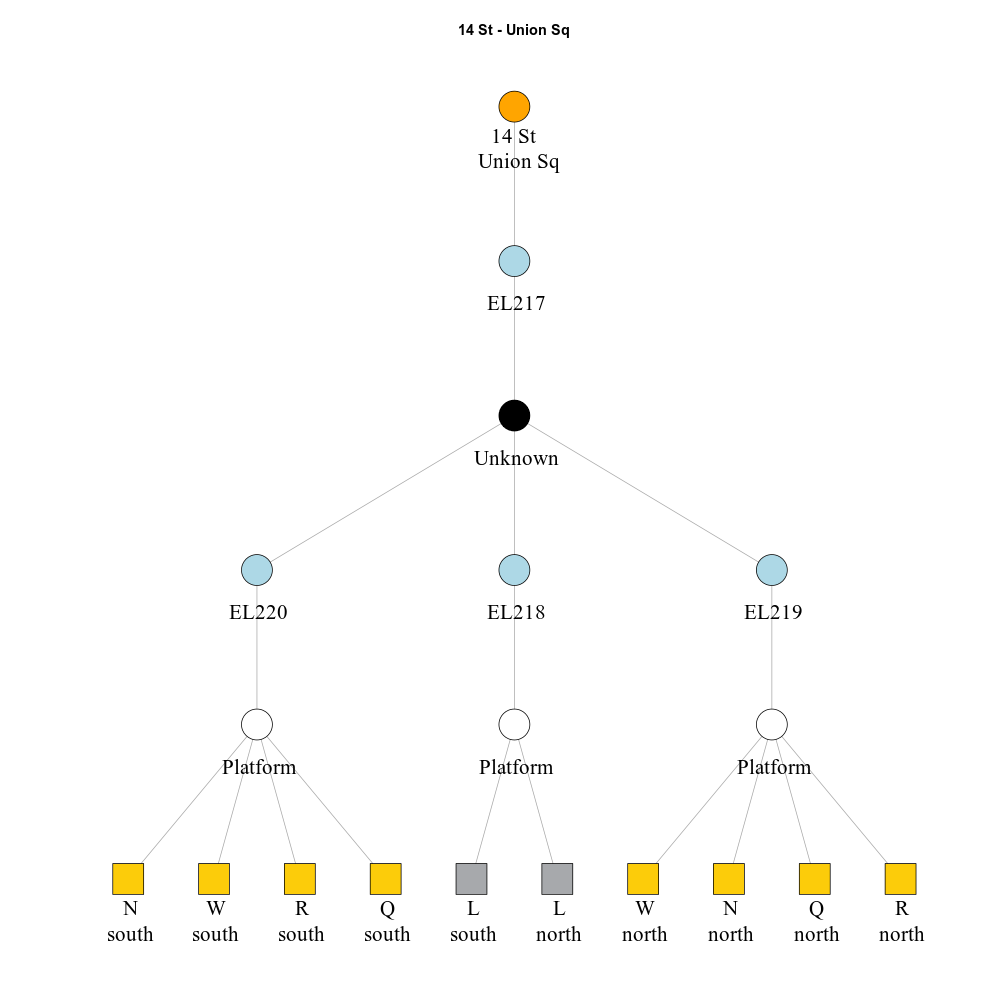 14 St - Union Sq
14 St
Union Sq
EL217
Unknown
EL220
EL218
EL219
Platform
Platform
Platform
N
south
W
south
R
south
Q
south
L
south
L
north
W
north
N
north
Q
north
R
north